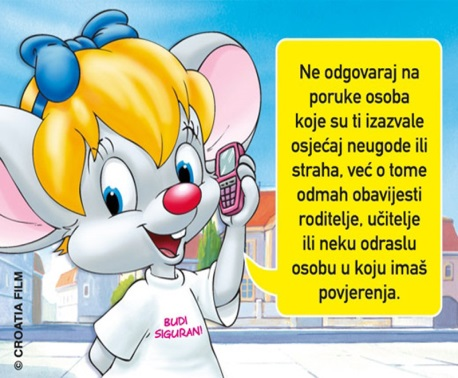 Ne odgovaraj na
poruke osoba
koje su ti izazvale
osjećaj neugode ili
straha, već o tome
odmah obavijesti
roditelje, učitelje
ili neku odraslu
osobu u koju imaš
povjerenja.
BUDI
SIGURAN!
© CROATIA FILM